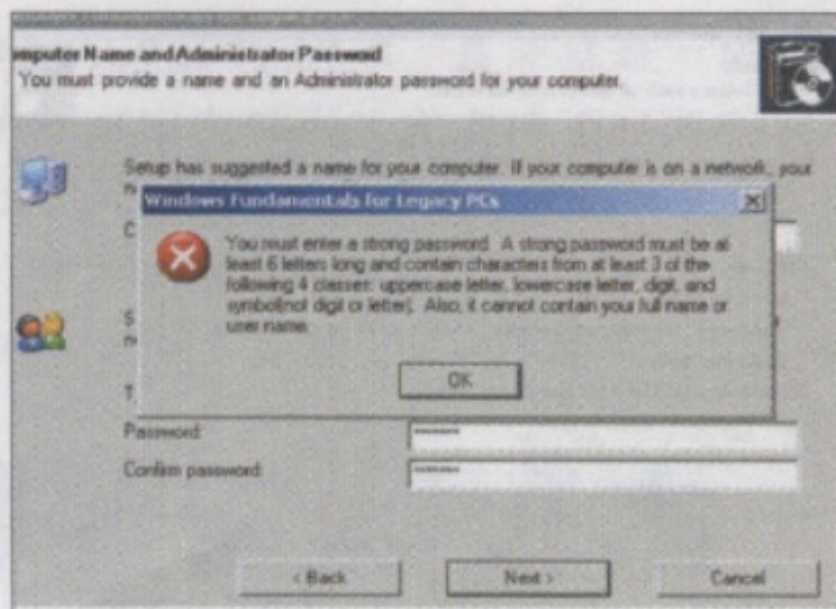 mputer Name and Administrator Password
You must provide a name and an Administrator password for your computer.
Setup has suggested a name for your computer. If your computer is on a network, your
Windows Fundamentals for Legacy PCs
You must enter a strong password. A strong password must be at
least 6 letters long and contain characters from at least 3 of the
following 4 classes: uppercase letter, lowercase letter, digit, and
symbol(not digit or letter). Also, it cannot contain your full name or
user name.
OK
Password:
Confirm password:
< Back
Next >
Cancel